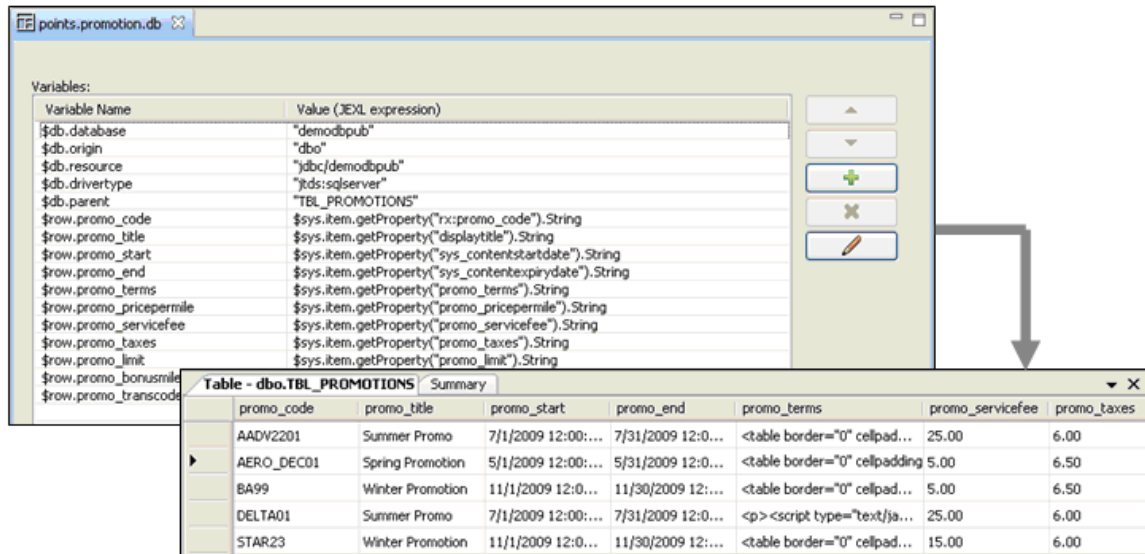 points.promotion.db
Variables:
Variable Name Value (JEXL expression)
$db.database "demodbpub"
$db.origin "dbo"
$db.resource "jdbc/demodbpub"
$db.drivertype "jtds:sqlserver"
$db.parent "TBL_PROMOTIONS"
$row.promo_code $sys.item.getProperty("rx:promo_code").String
$row.promo_title $sys.item.getProperty("displaytitle").String
$row.promo_start $sys.item.getProperty("sys_contentstartdate").String
$row.promo_end $sys.item.getProperty("sys_contentexpirydate").String
$row.promo_terms $sys.item.getProperty("promo_terms").String
$row.promo_pricepermile $sys.item.getProperty("promo_pricepermile").String
$row.promo_servicefee $sys.item.getProperty("promo_servicefee").String
$row.promo_taxes $sys.item.getProperty("promo_taxes").String
$row.promo_limit $sys.item.getProperty("promo_limit").String
$row.promo_bonusmile
$row.promo_transcode
Table - dbo.TBL_PROMOTIONS Summary
promo_code promo_title promo_start promo_end promo_terms promo_servicefee promo_taxes
AADV2201 Summer Promo 7/1/2009 12:00:... 7/31/2009 12:0... <table border="0" cellpad... 25.00 6.00
AERO_DEC01 Spring Promotion 5/1/2009 12:00:... 5/31/2009 12:0... <table border="0" cellpadding 5.00 6.50
BA99 Winter Promotion 11/1/2009 12:0... 11/30/2009 12:... <table border="0" cellpad... 5.00 6.50
DELTA01 Summer Promo 7/1/2009 12:00:... 7/31/2009 12:0... <p><script type="text/ja... 25.00 6.00
STAR23 Winter Promotion 11/1/2009 12:0... 11/30/2009 12:... <table border="0" cellpad... 15.00 6.00